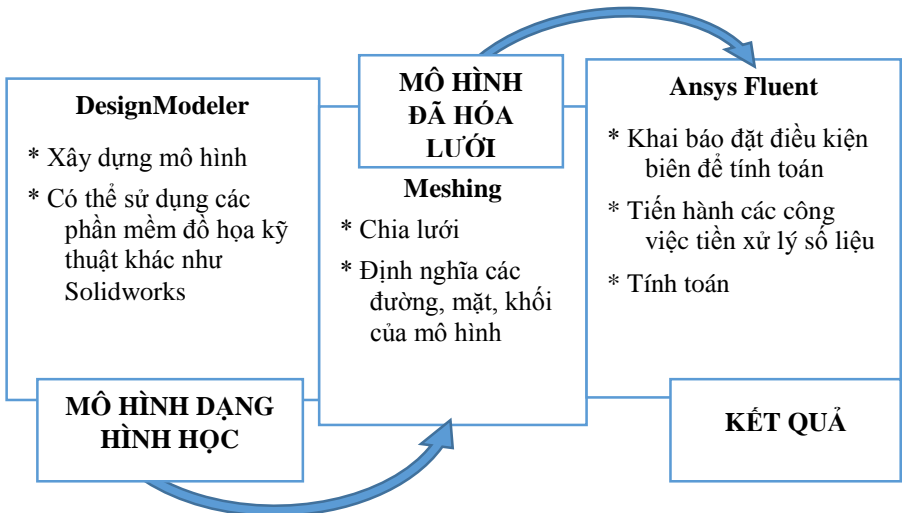 DesignModeler
* Xây dựng mô hình
* Có thể sử dụng các
phần mềm đồ họa kỹ
thuật khác như
Solidworks
MÔ HÌNH DẠNG
HÌNH HỌC
MÔ HÌNH
ĐÃ HÓA
LƯỚI
Meshing
* Chia lưới
* Định nghĩa các
đường, mặt, khối
của mô hình
Ansys Fluent
* Khai báo đặt điều kiện
biên để tính toán
* Tiến hành các công
việc tiền xử lý số liệu
* Tính toán
KẾT QUẢ